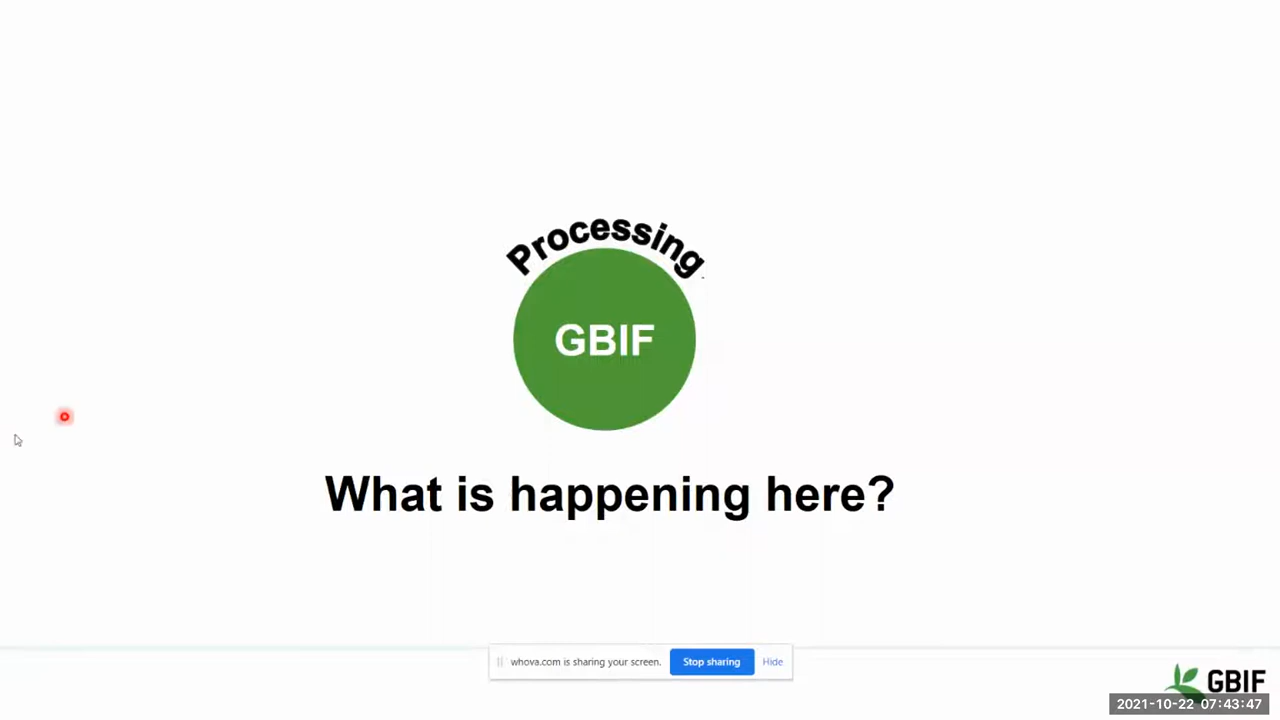 Processing
GBIF
What is happening here?
whova.com is sharing your screen. Stop sharing Hide
GBIF
2021-10-22 07:43:47